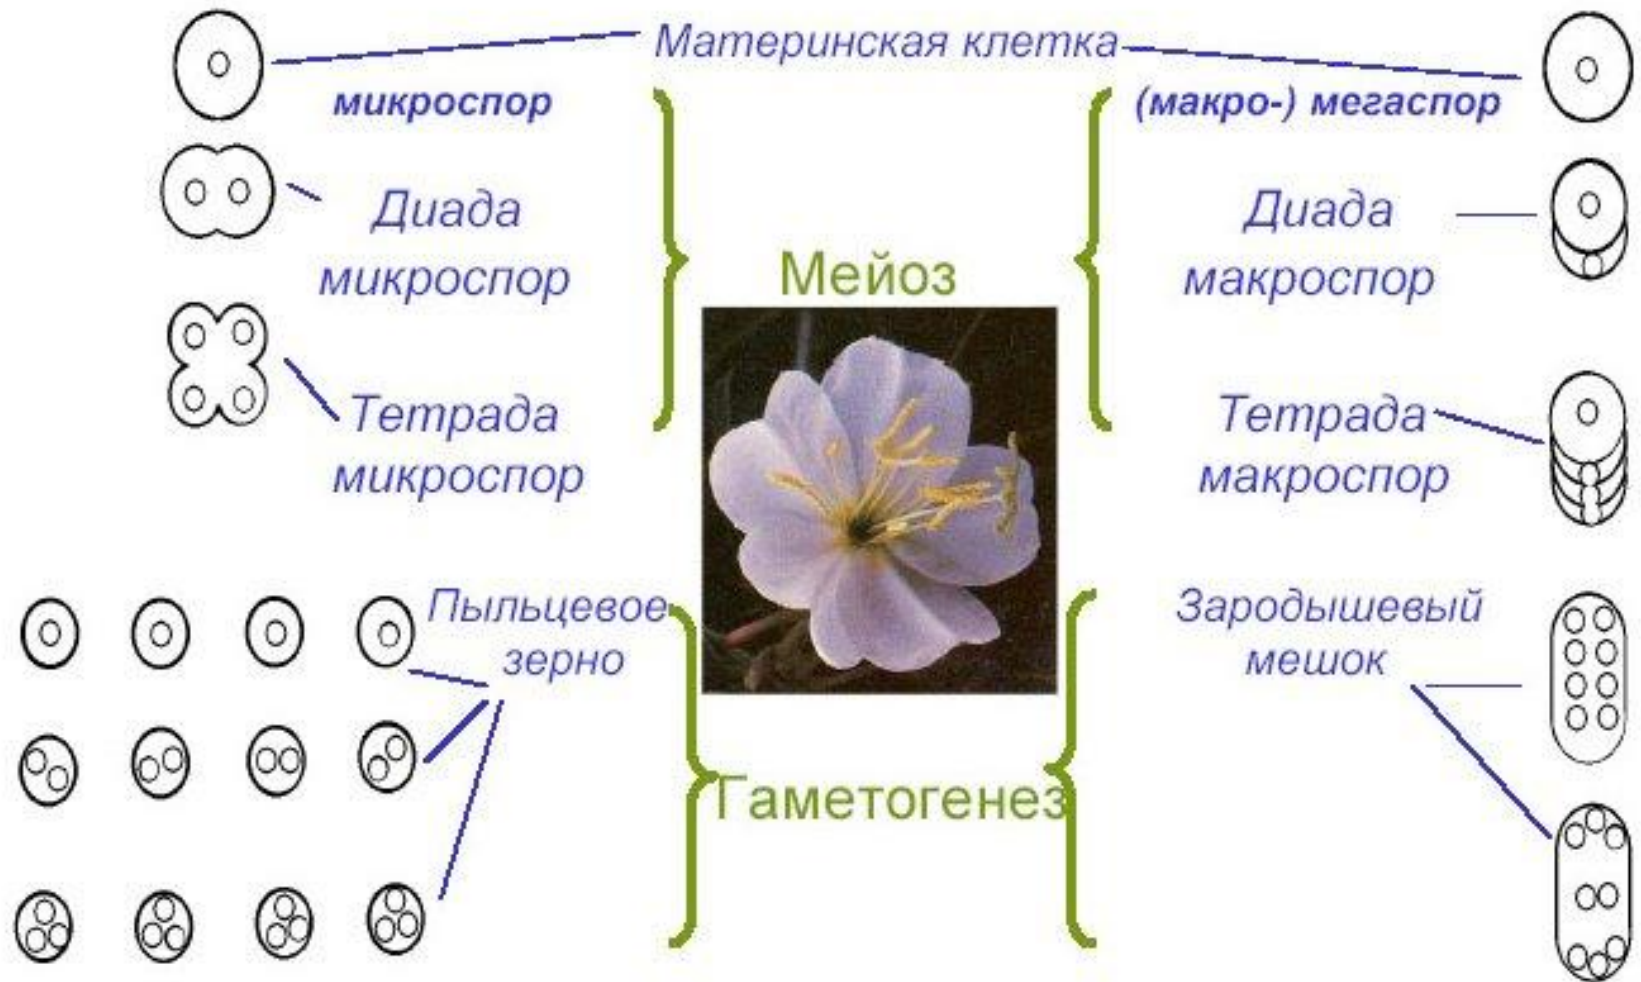 Материнская клетка
микроспор
(макро-) мегаспор
Диада
микроспор
Диада
макроспор
Мейоз
Тетрада
микроспор
Тетрада
макроспор
Пыльцевое
зерно
Зародышевый
мешок
Гаметогенез